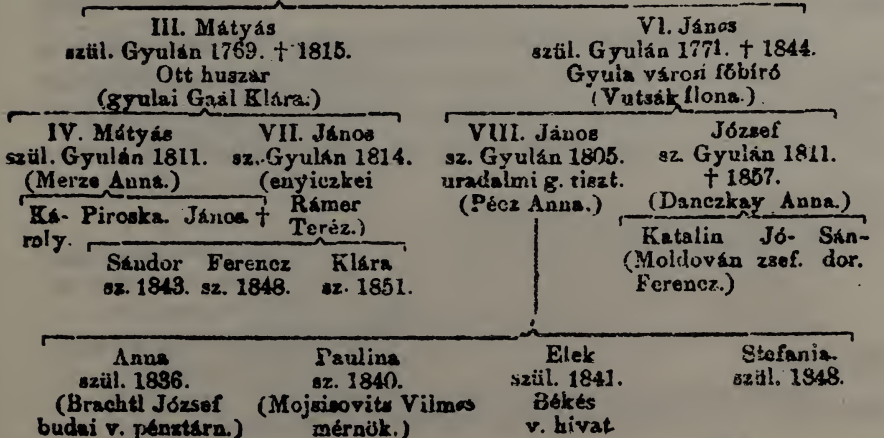 III. Mátyás VI. János
szül. Gyulán 1769. † 1815. szül. Gyulán 1771. † 1844.
Ott huszár Gyula városi főbíró
(gyulai Gaál Klára.) (Vutsák Ilona.)
IV. Mátyás VII. János VIII. János József
szül. Gyulán 1811. sz. Gyulán 1814. sz. Gyulán 1805. sz. Gyulán 1811.
(Merze Anna.) (enyiczkei uradalmi g. tiszt. † 1857.
Rámer (Pécz Anna.) (Danczkay Anna.)
Ká- Piroska. János. † Teréz.)
roly. Katalin Jó- Sán-
Sándor Ferencz Klára (Moldován zsef. dor.
sz. 1843. sz. 1848. sz. 1851. Ferencz.)
Anna Paulina Elek Stefania.
szül. 1836. sz. 1840. szül. 1841. szül. 1848.
(Brachtl József (Mojsisovits Vilmos Békés
budai v. pénztárn.) mérnök.) v. hivat